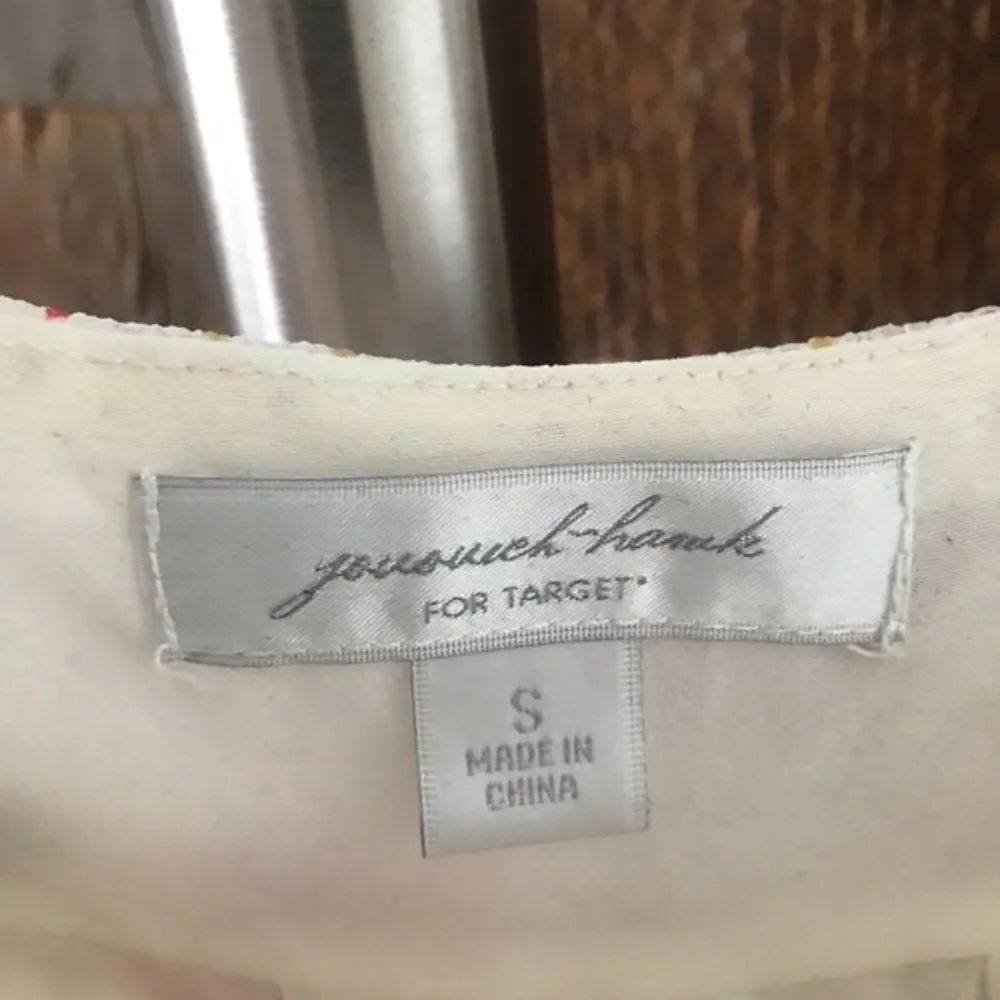 jovovich-hawk
FOR TARGET®
S
MADE IN
CHINA